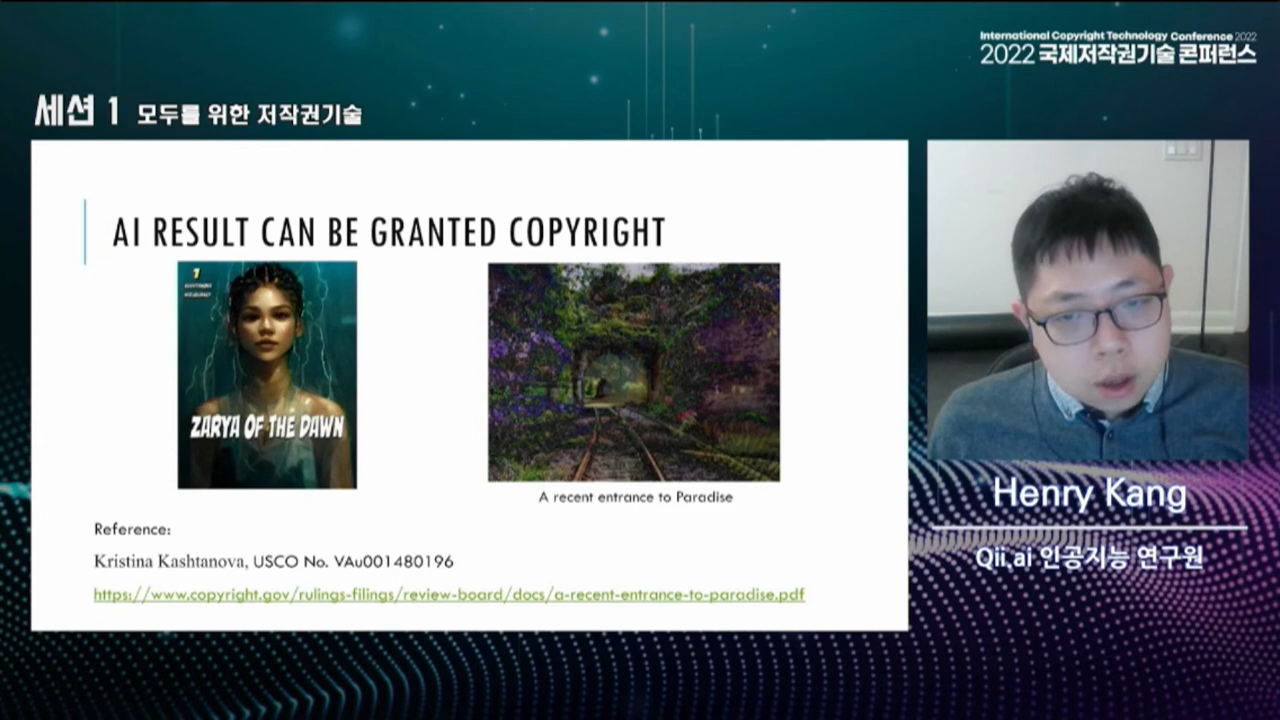 International Copyright Technology Conference 2022
2022 국제저작권기술 콘퍼런스
세션 1 모두를 위한 저작권기술
AI RESULT CAN BE GRANTED COPYRIGHT
1
ZARYA OF THE DAWN
A recent entrance to Paradise
Reference:
Kristina Kashtanova, USCO No. VAu001480196
https://www.copyright.gov/rulings-filings/review-board/docs/a-recent-entrance-to-paradise.pdf
Henry Kang
Qii.ai 인공지능 연구원